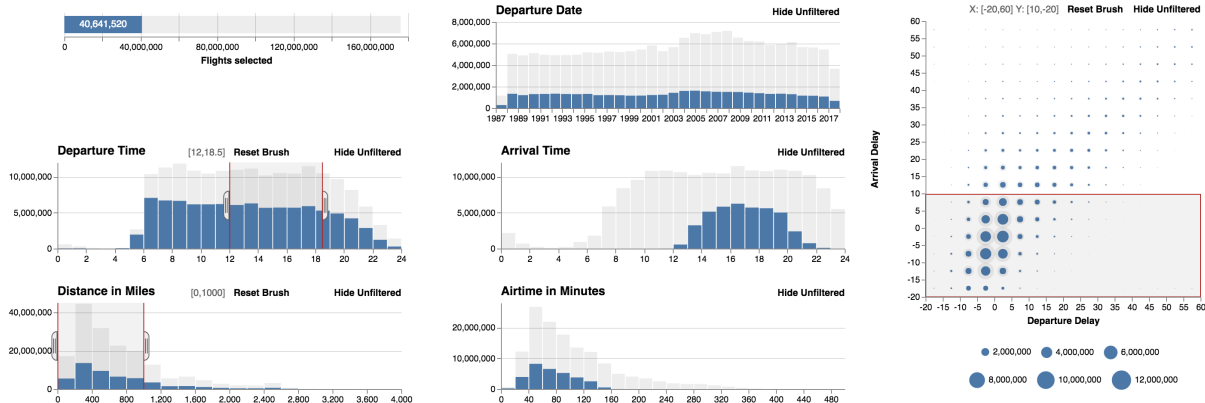 40,641,520
0 40,000,000 80,000,000 120,000,000 160,000,000
Flights selected
Departure Date Hide Unfiltered
8,000,000
6,000,000
4,000,000
2,000,000
0
1987 1989 1991 1993 1995 1997 1999 2001 2003 2005 2007 2009 2011 2013 2015 2017
Departure Time [12,18.5] Reset Brush Hide Unfiltered
10,000,000
5,000,000
0
0 2 4 6 8 10 12 14 16 18 20 22 24
Arrival Time Hide Unfiltered
10,000,000
5,000,000
0
0 2 4 6 8 10 12 14 16 18 20 22 24
Distance in Miles [0,1000] Reset Brush Hide Unfiltered
40,000,000
20,000,000
0
0 400 800 1,200 1,600 2,000 2,400 2,800 3,200 3,600 4,000
Airtime in Minutes Hide Unfiltered
20,000,000
10,000,000
0
0 40 80 120 160 200 240 280 320 360 400 440 480
X: [-20,60] Y: [10,-20] Reset Brush Hide Unfiltered
Arrival Delay
60
55
50
45
40
35
30
25
20
15
10
5
0
-5
-10
-15
-20
-20 -15 -10 -5 0 5 10 15 20 25 30 35 40 45 50 55 60
Departure Delay
2,000,000 4,000,000 6,000,000
8,000,000 10,000,000 12,000,000